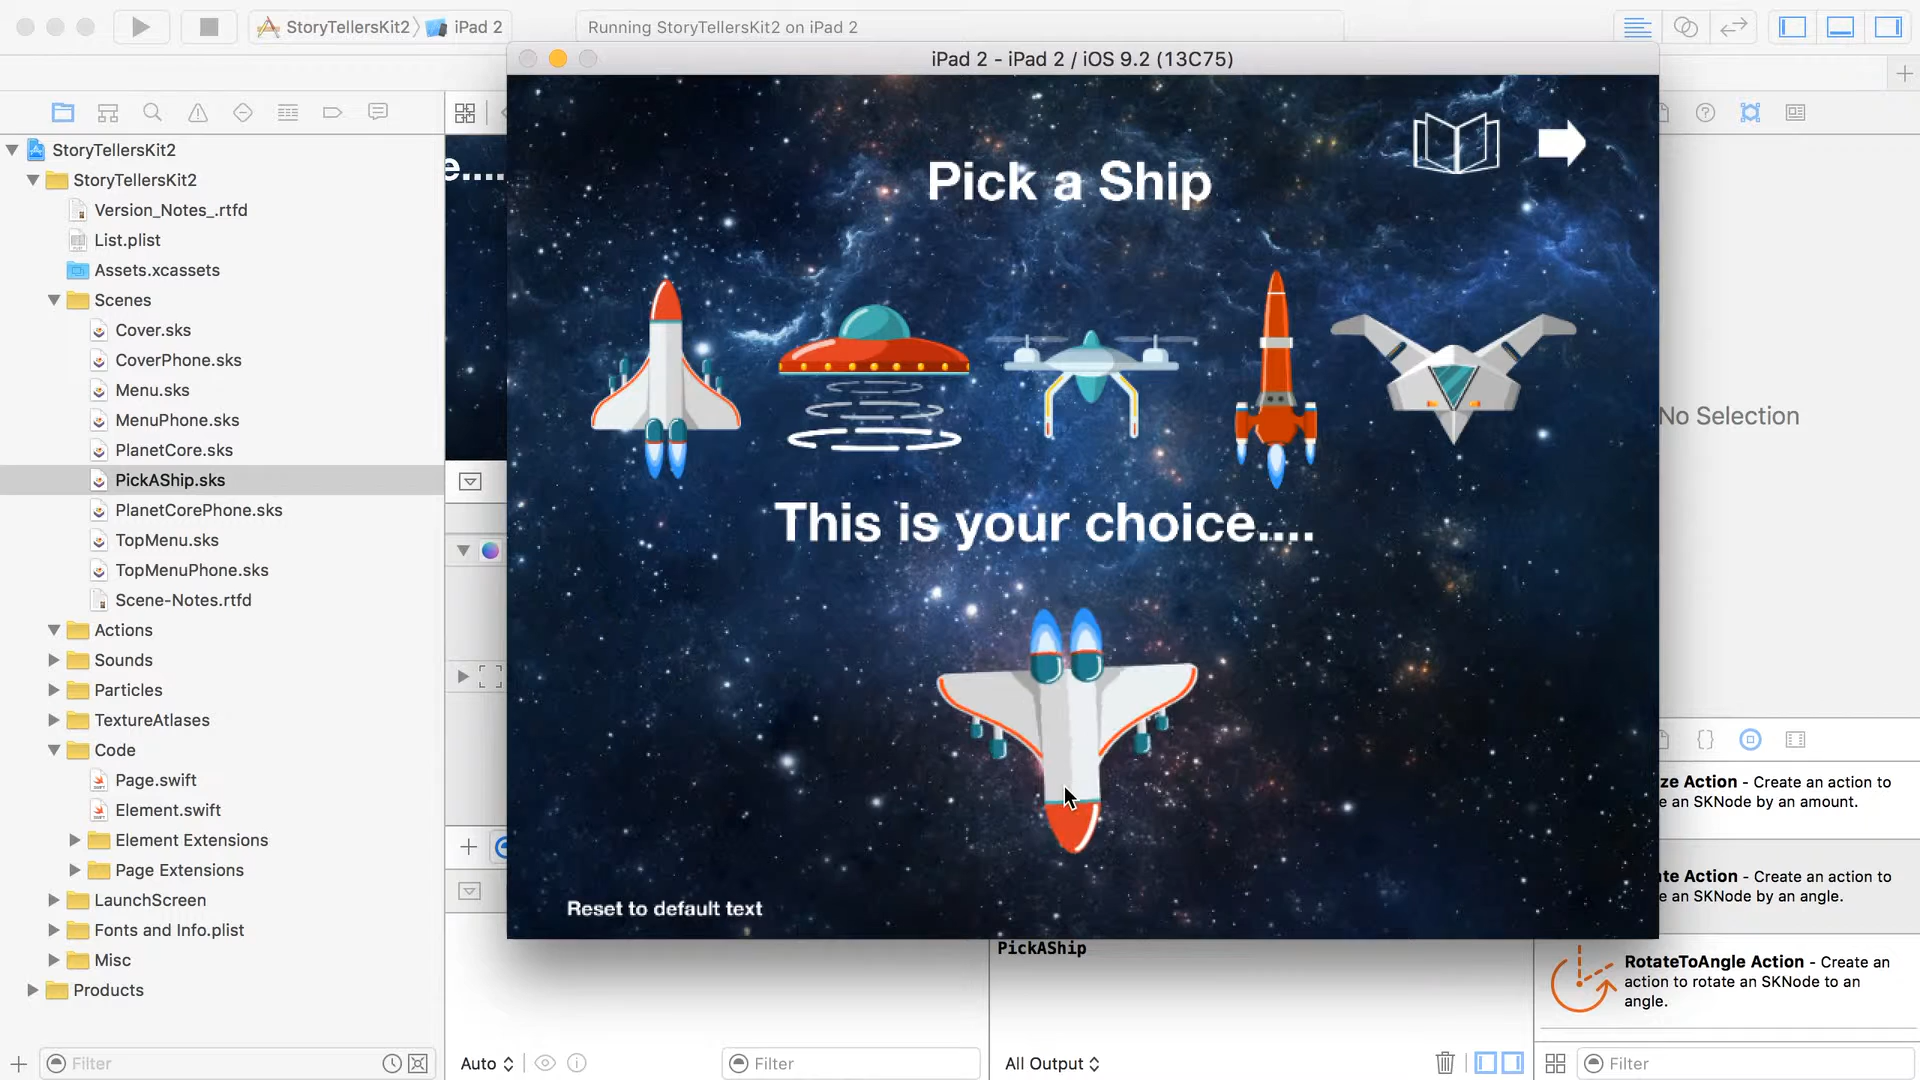 StoryTellersKit2
iPad 2
Running StoryTellersKit2 on iPad 2
iPad 2 - iPad 2 / iOS 9.2 (13C75)
StoryTellersKit2
StoryTellersKit2
Version_Notes_.rtfd
List.plist
Assets.xcassets
Scenes
Cover.sks
CoverPhone.sks
Menu.sks
MenuPhone.sks
PlanetCore.sks
PickAShip.sks
PlanetCorePhone.sks
TopMenu.sks
TopMenuPhone.sks
Scene-Notes.rtfd
Actions
Sounds
Particles
TextureAtlases
Code
Page.swift
Element.swift
Element Extensions
Page Extensions
LaunchScreen
Fonts and Info.plist
Misc
Products
Filter
e....
Pick a Ship
This is your choice....
Reset to default text
PickAShip
Auto
Filter
All Output
No Selection
ze Action - Create an action to
e an SKNode by an amount.
te Action - Create an action to
e an SKNode by an angle.
RotateToAngle Action - Create an
action to rotate an SKNode to an
angle.
Filter